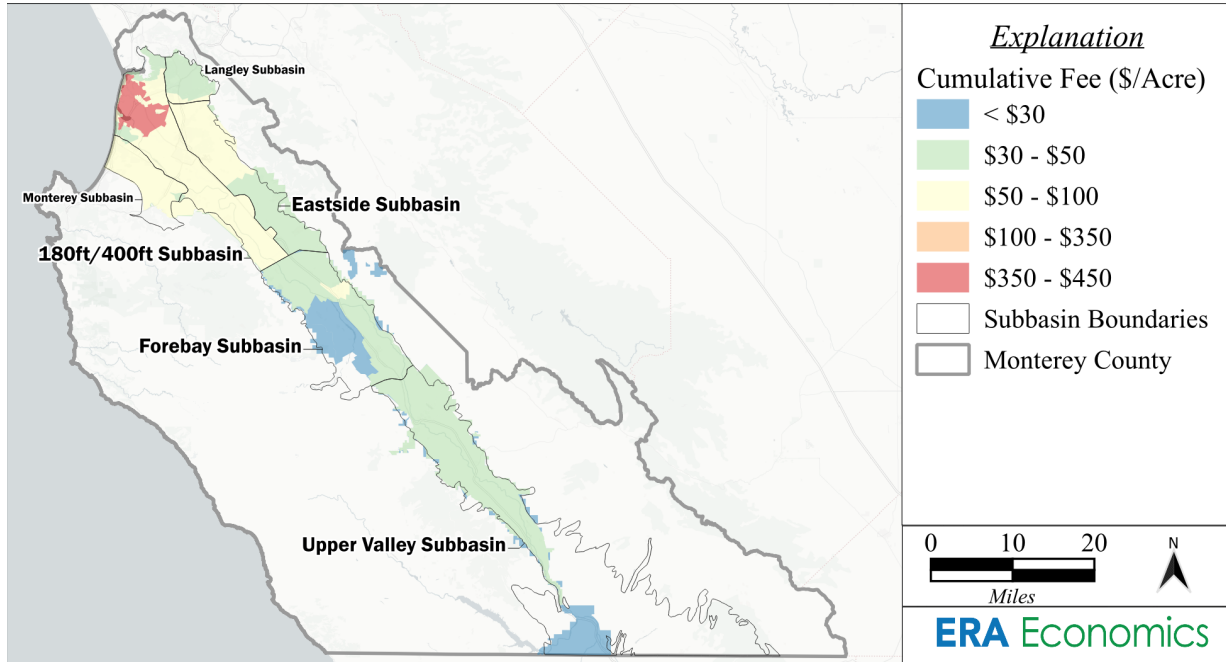 Langley Subbasin
Monterey Subbasin
Eastside Subbasin
180ft/400ft Subbasin
Forebay Subbasin
Upper Valley Subbasin
Explanation
Cumulative Fee ($/Acre)
< $30
$30 - $50
$50 - $100
$100 - $350
$350 - $450
Subbasin Boundaries
Monterey County
0 10 20
Miles
N
ERA Economics